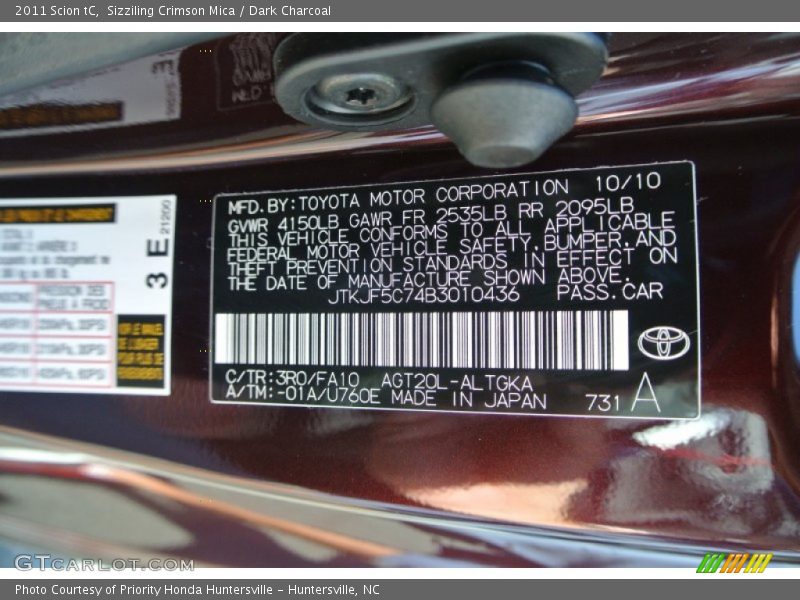 2011 Scion tC,  Sizziling Crimson Mica / Dark Charcoal
MFD. BY: TOYOTA MOTOR CORPORATION 10/10
GVWR 4150LB GAWR FR 2535LB RR 2095LB
THIS VEHICLE CONFORMS TO ALL APPLICABLE
FEDERAL MOTOR VEHICLE SAFETY, BUMPER, AND
THEFT PREVENTION STANDARDS IN EFFECT ON
THE DATE OF MANUFACTURE SHOWN ABOVE.
JTKJF5C74B3010436 PASS. CAR
C/TR: 3R0/FA10 AGT20L-ALTGKA
A/TM: -01A/U760E MADE IN JAPAN 731 A
3 E 21200
GTCarlot.com
Photo Courtesy of Priority Honda Huntersville - Huntersville, NC